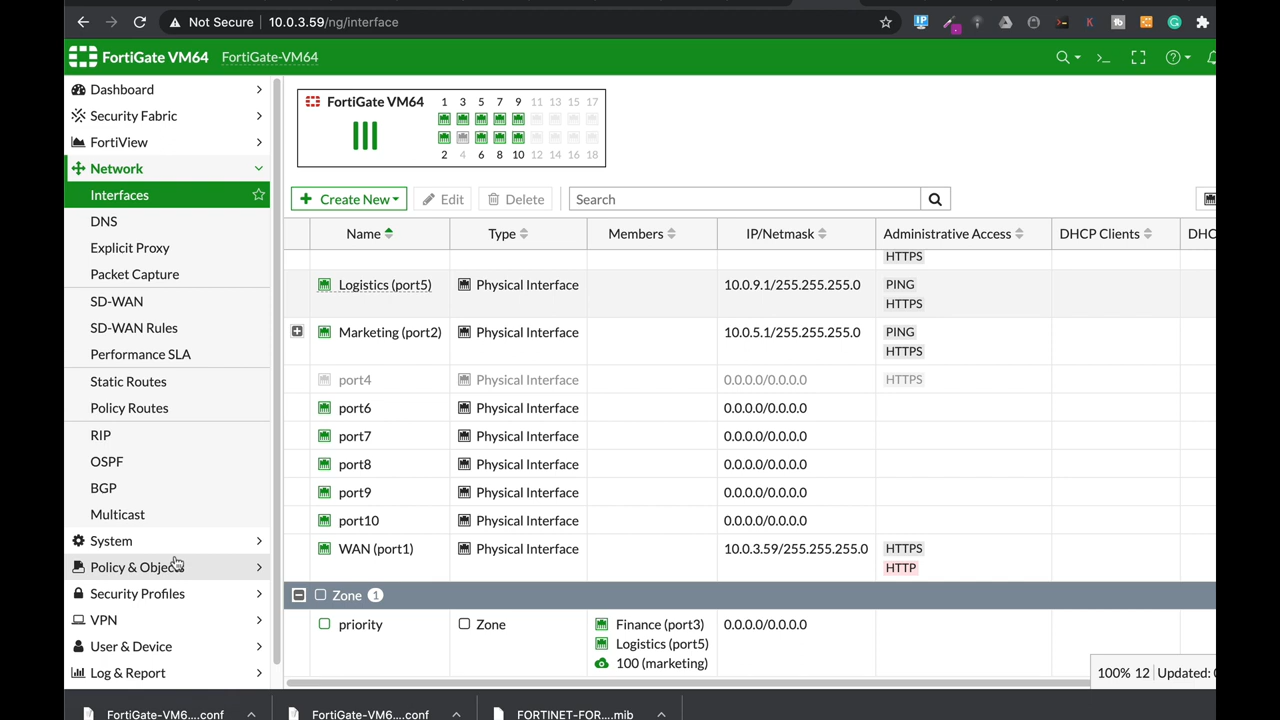 Not Secure | 10.0.3.59/ng/interface
FortiGate VM64 FortiGate-VM64
Dashboard
Security Fabric
FortiView
Network
Interfaces
DNS
Explicit Proxy
Packet Capture
SD-WAN
SD-WAN Rules
Performance SLA
Static Routes
Policy Routes
RIP
OSPF
BGP
Multicast
System
Policy & Objects
Security Profiles
VPN
User & Device
Log & Report
FortiGate VM64
1 3 5 7 9 11 13 15 17
2 4 6 8 10 12 14 16 18
Create New Edit Delete Search
Name Type Members IP/Netmask Administrative Access DHCP Clients DHC
HTTPS
Logistics (port5) Physical Interface 10.0.9.1/255.255.255.0 PING
HTTPS
Marketing (port2) Physical Interface 10.0.5.1/255.255.255.0 PING
HTTPS
port4 Physical Interface 0.0.0.0/0.0.0.0 HTTPS
port6 Physical Interface 0.0.0.0/0.0.0.0
port7 Physical Interface 0.0.0.0/0.0.0.0
port8 Physical Interface 0.0.0.0/0.0.0.0
port9 Physical Interface 0.0.0.0/0.0.0.0
port10 Physical Interface 0.0.0.0/0.0.0.0
WAN (port1) Physical Interface 10.0.3.59/255.255.255.0 HTTPS
HTTP
Zone 1
priority Zone Finance (port3) 0.0.0.0/0.0.0.0
Logistics (port5)
100 (marketing)
100% 12 Updated:
FortiGate-VM6....conf FortiGate-VM6....conf FORTINET-FOR....mib